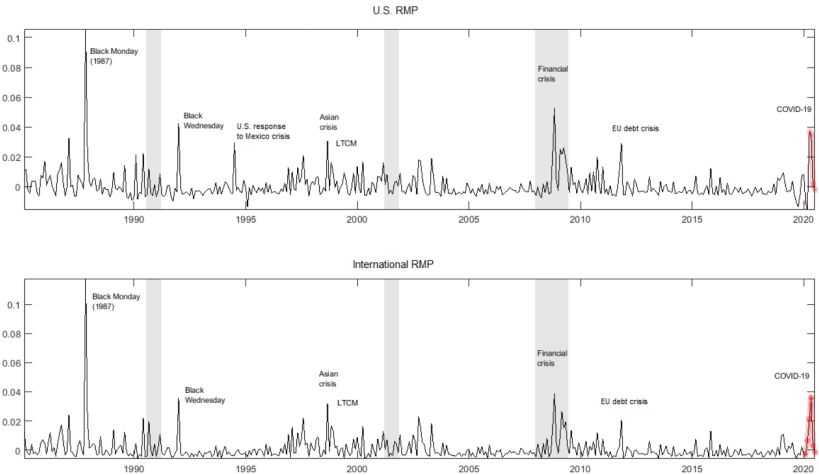 U.S. RMP
0.1
0.08
0.06
0.04
0.02
0
Black Monday
(1987)
Black
Wednesday
U.S. response
to Mexico crisis
Asian
crisis
LTCM
Financial
crisis
EU debt crisis
COVID-19
1990
1995
2000
2005
2010
2015
2020
International RMP
0.1
0.08
0.06
0.04
0.02
0
Black Monday
(1987)
Black
Wednesday
Asian
crisis
LTCM
Financial
crisis
EU debt crisis
COVID-19
1990
1995
2000
2005
2010
2015
2020